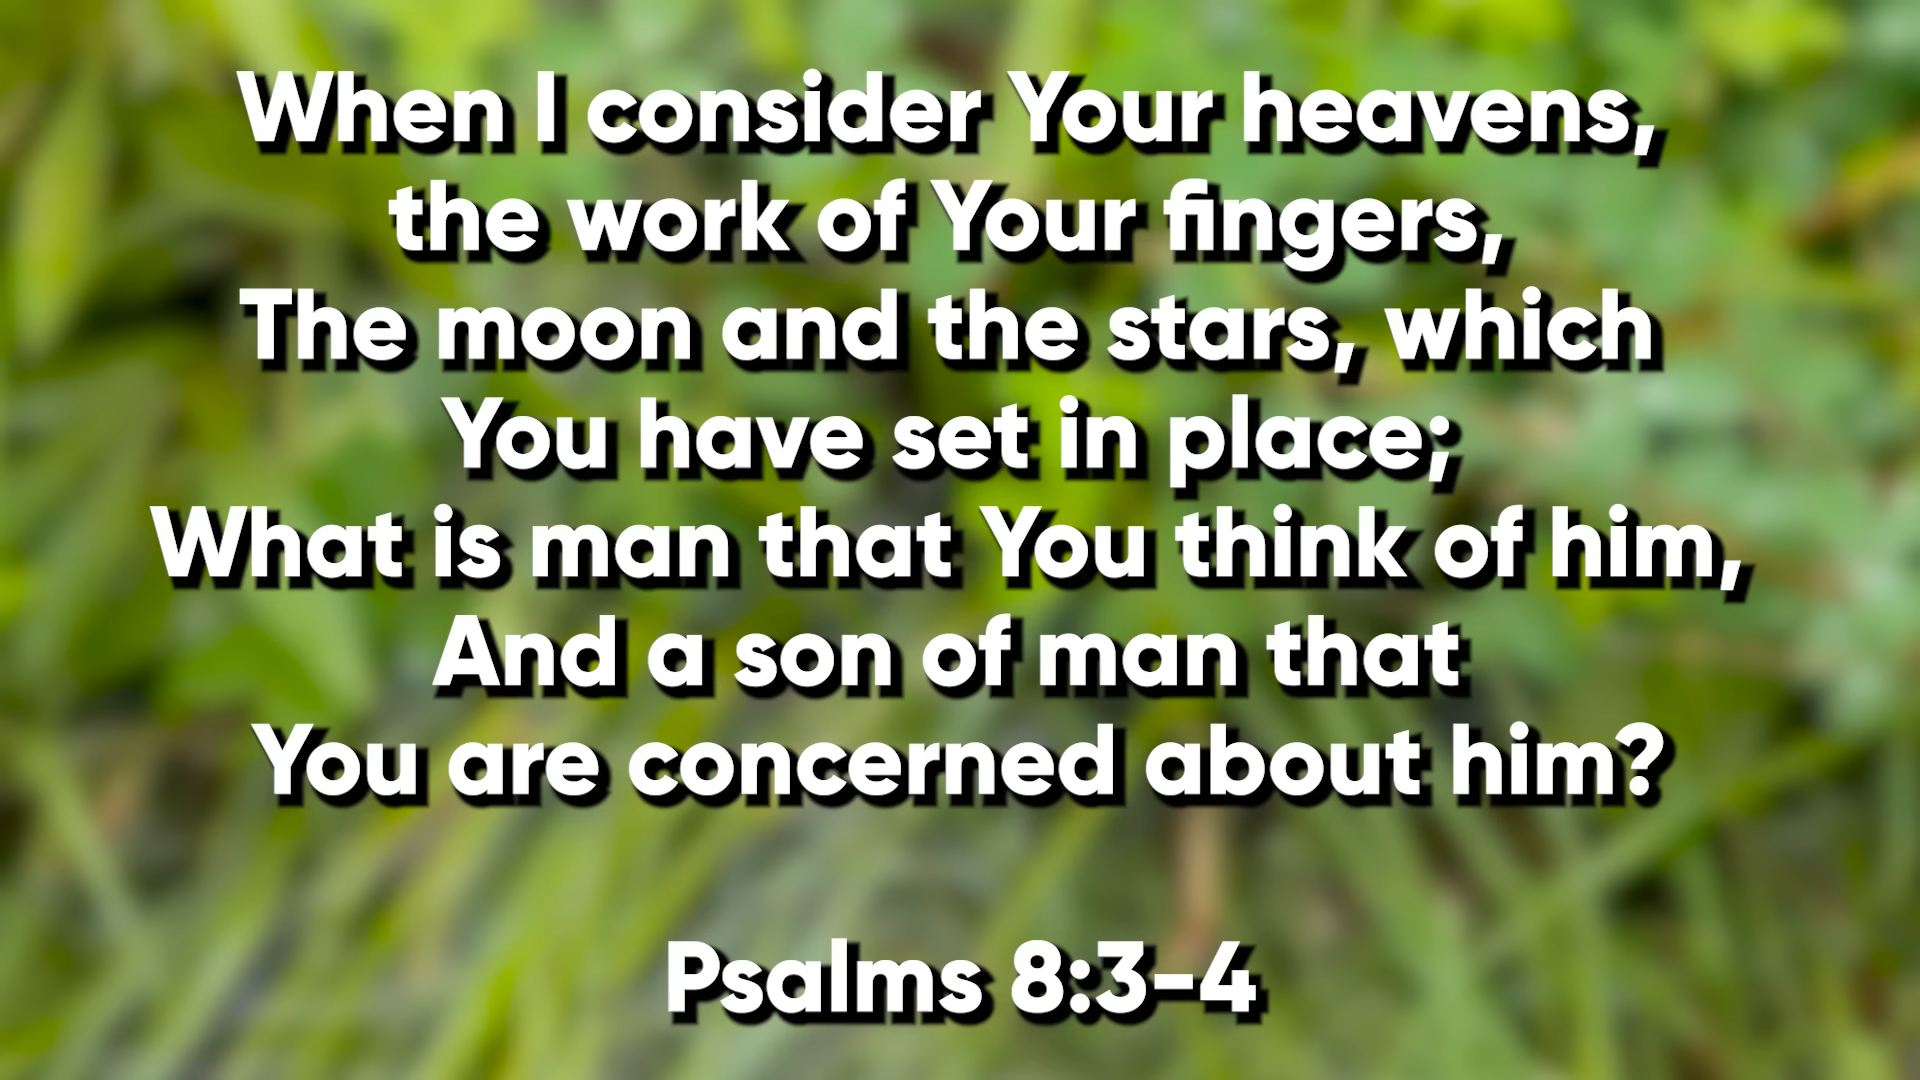 When I consider Your heavens,
the work of Your fingers,
The moon and the stars, which
You have set in place;
What is man that You think of him,
And a son of man that
You are concerned about him?
Psalms 8:3-4